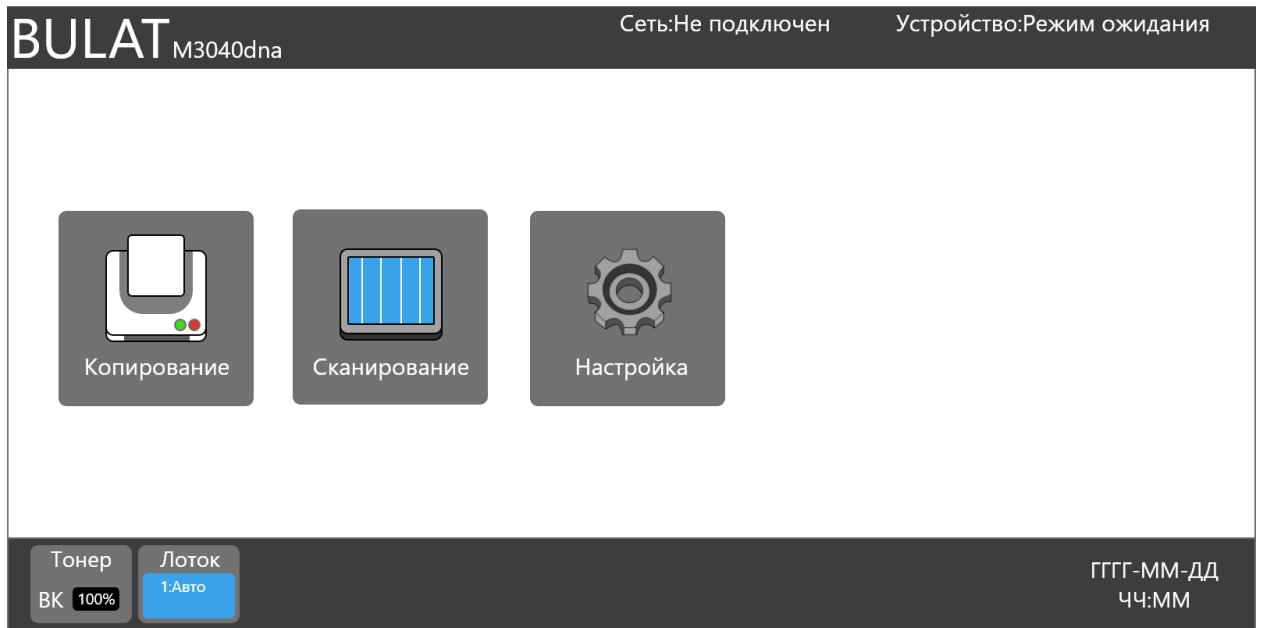 BULAT M3040dna
Сеть:Не подключен
Устройство:Режим ожидания
Копирование
Сканирование
Настройка
Тонер
ВК 100%
Лоток
1:Авто
ГГГГ-ММ-ДД
ЧЧ:ММ